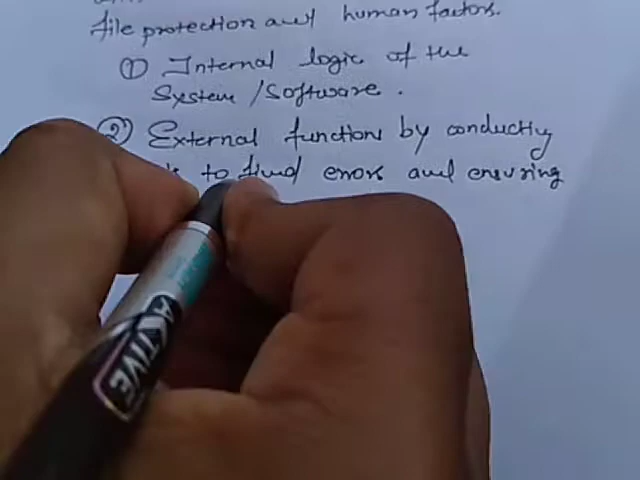 file protection and human factors.
① Internal logic of the
System / Software .
② External functions by conducting
to find errors and ensuring
ACTIVE